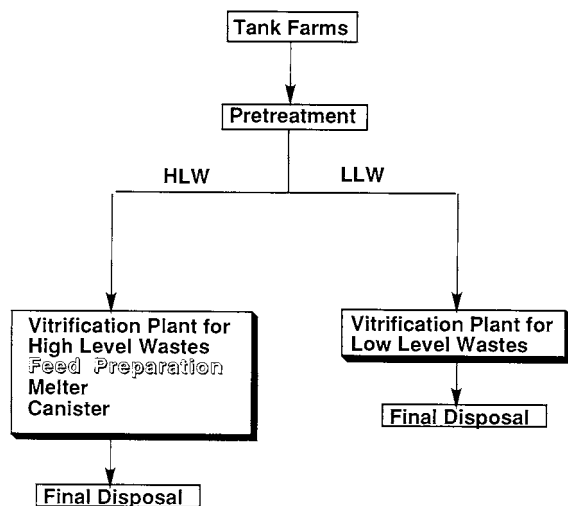 Tank Farms
Pretreatment
HLW
LLW
Vitrification Plant for
High Level Wastes
Feed Preparation
Melter
Canister
Final Disposal
Vitrification Plant for
Low Level Wastes
Final Disposal